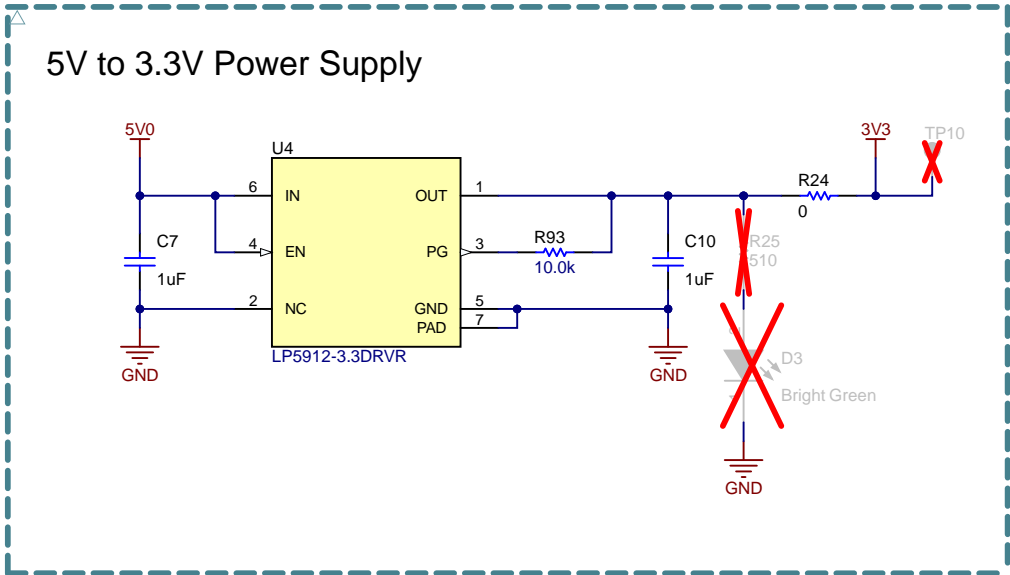 5V to 3.3V Power Supply
5V0
3V3
TP10
U4
6
IN
OUT
1
R24
0
C7
1uF
4
EN
PG
3
R93
10.0k
C10
1uF
R25
510
2
NC
GND
5
PAD
7
LP5912-3.3DRVR
GND
GND
D3
Bright Green
GND